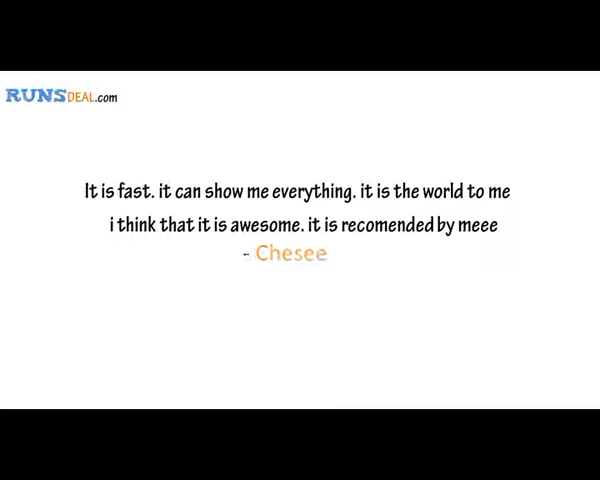 RUNSDEAL.com
It is fast. it can show me everything. it is the world to me
i think that it is awesome. it is recomended by meee
- Chesee